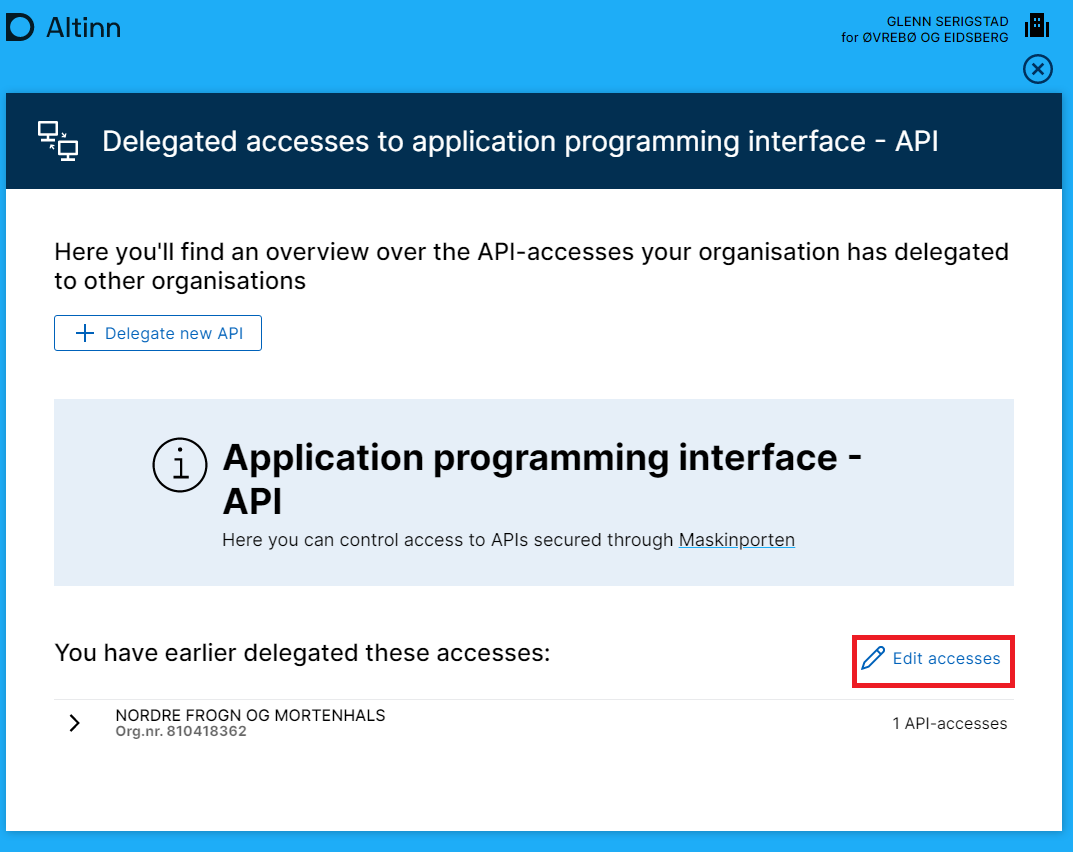 Altinn
GLENN SERIGSTAD
for ØVREBØ OG EIDSBERG
Delegated accesses to application programming interface - API
Here you'll find an overview over the API-accesses your organisation has delegated
to other organisations
Delegate new API
Application programming interface -
API
Here you can control access to APIs secured through Maskinporten
You have earlier delegated these accesses:
Edit accesses
NORDRE FROGN OG MORTENHALS
Org.nr. 810418362
1 API-accesses